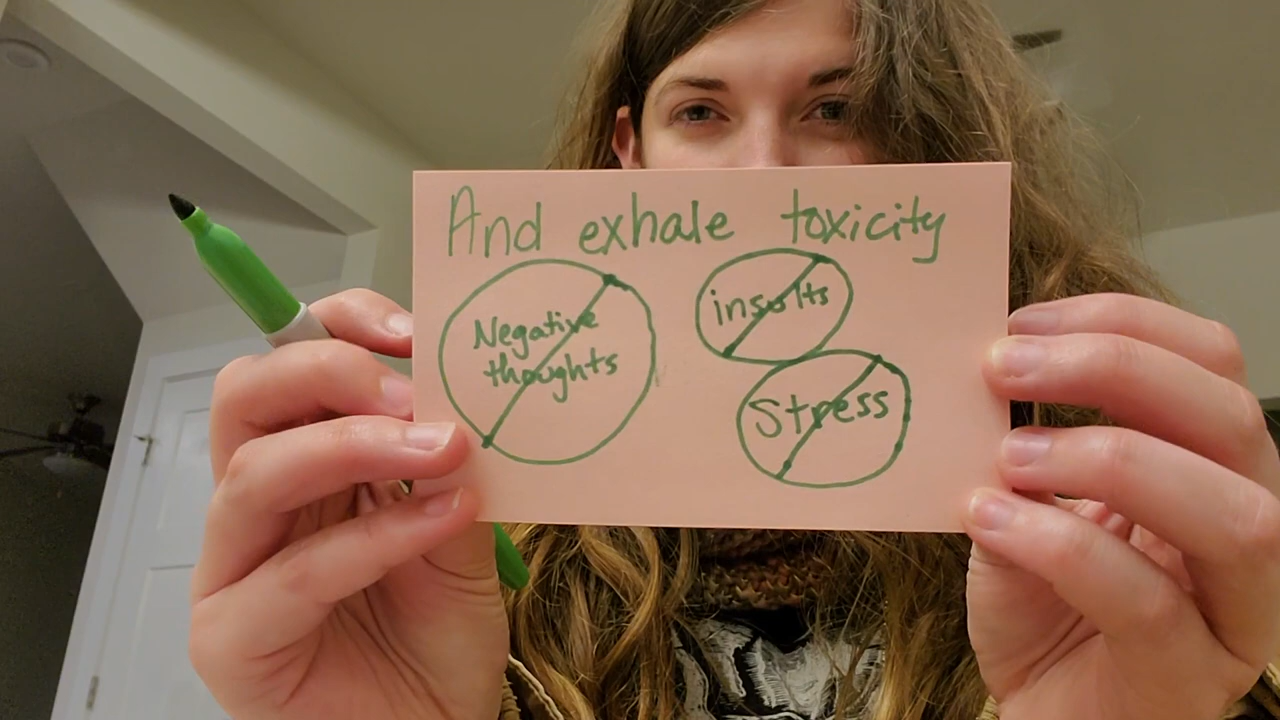 And exhale toxicity
Negative
thoughts
insults
Stress